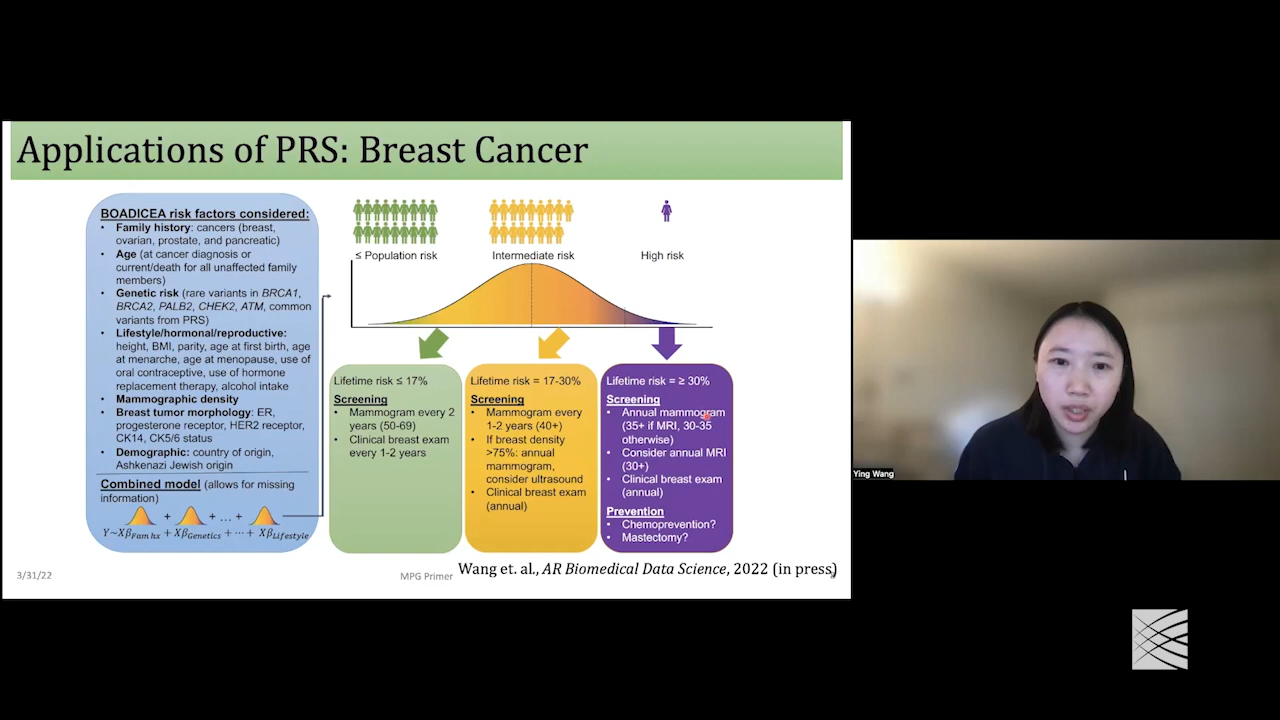 Applications of PRS: Breast Cancer
BOADICEA risk factors considered:
• Family history: cancers (breast,
ovarian, prostate, and pancreatic)
• Age (at cancer diagnosis or
current/death for all unaffected family
members)
• Genetic risk (rare variants in BRCA1,
BRCA2, PALB2, CHEK2, ATM, common
variants from PRS)
• Lifestyle/hormonal/reproductive:
height, BMI, parity, age at first birth, age
at menarche, age at menopause, use of
oral contraceptive, use of hormone
replacement therapy, alcohol intake
• Mammographic density
• Breast tumor morphology: ER,
progesterone receptor, HER2 receptor,
CK14, CK5/6 status
• Demographic: country of origin,
Ashkenazi Jewish origin
Combined model (allows for missing
information)
+ + … +
Y~Xβ_Fam hx + Xβ_Genetics + ⋯ + Xβ_Lifestyle
≤ Population risk
Intermediate risk
High risk
Lifetime risk ≤ 17%
Screening
• Mammogram every 2
years (50-69)
• Clinical breast exam
every 1-2 years
Lifetime risk = 17-30%
Screening
• Mammogram every
1-2 years (40+)
• If breast density
>75%: annual
mammogram,
consider ultrasound
• Clinical breast exam
(annual)
Lifetime risk = ≥ 30%
Screening
• Annual mammogram
(35+ if MRI, 30-35
otherwise)
• Consider annual MRI
(30+)
• Clinical breast exam
(annual)
Prevention
• Chemoprevention?
• Mastectomy?
3/31/22
MPG Primer
Wang et. al., AR Biomedical Data Science, 2022 (in press)
Ying Wang